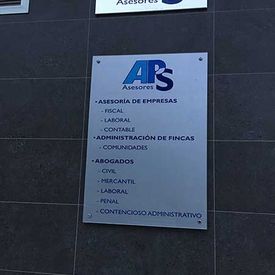 Asesores
APS
Asesores
• ASESORÍA DE EMPRESAS
- FISCAL
- LABORAL
- CONTABLE
• ADMINISTRACIÓN DE FINCAS
- COMUNIDADES
• ABOGADOS
- CIVIL
- MERCANTIL
- LABORAL
- PENAL
- CONTENCIOSO ADMINISTRATIVO